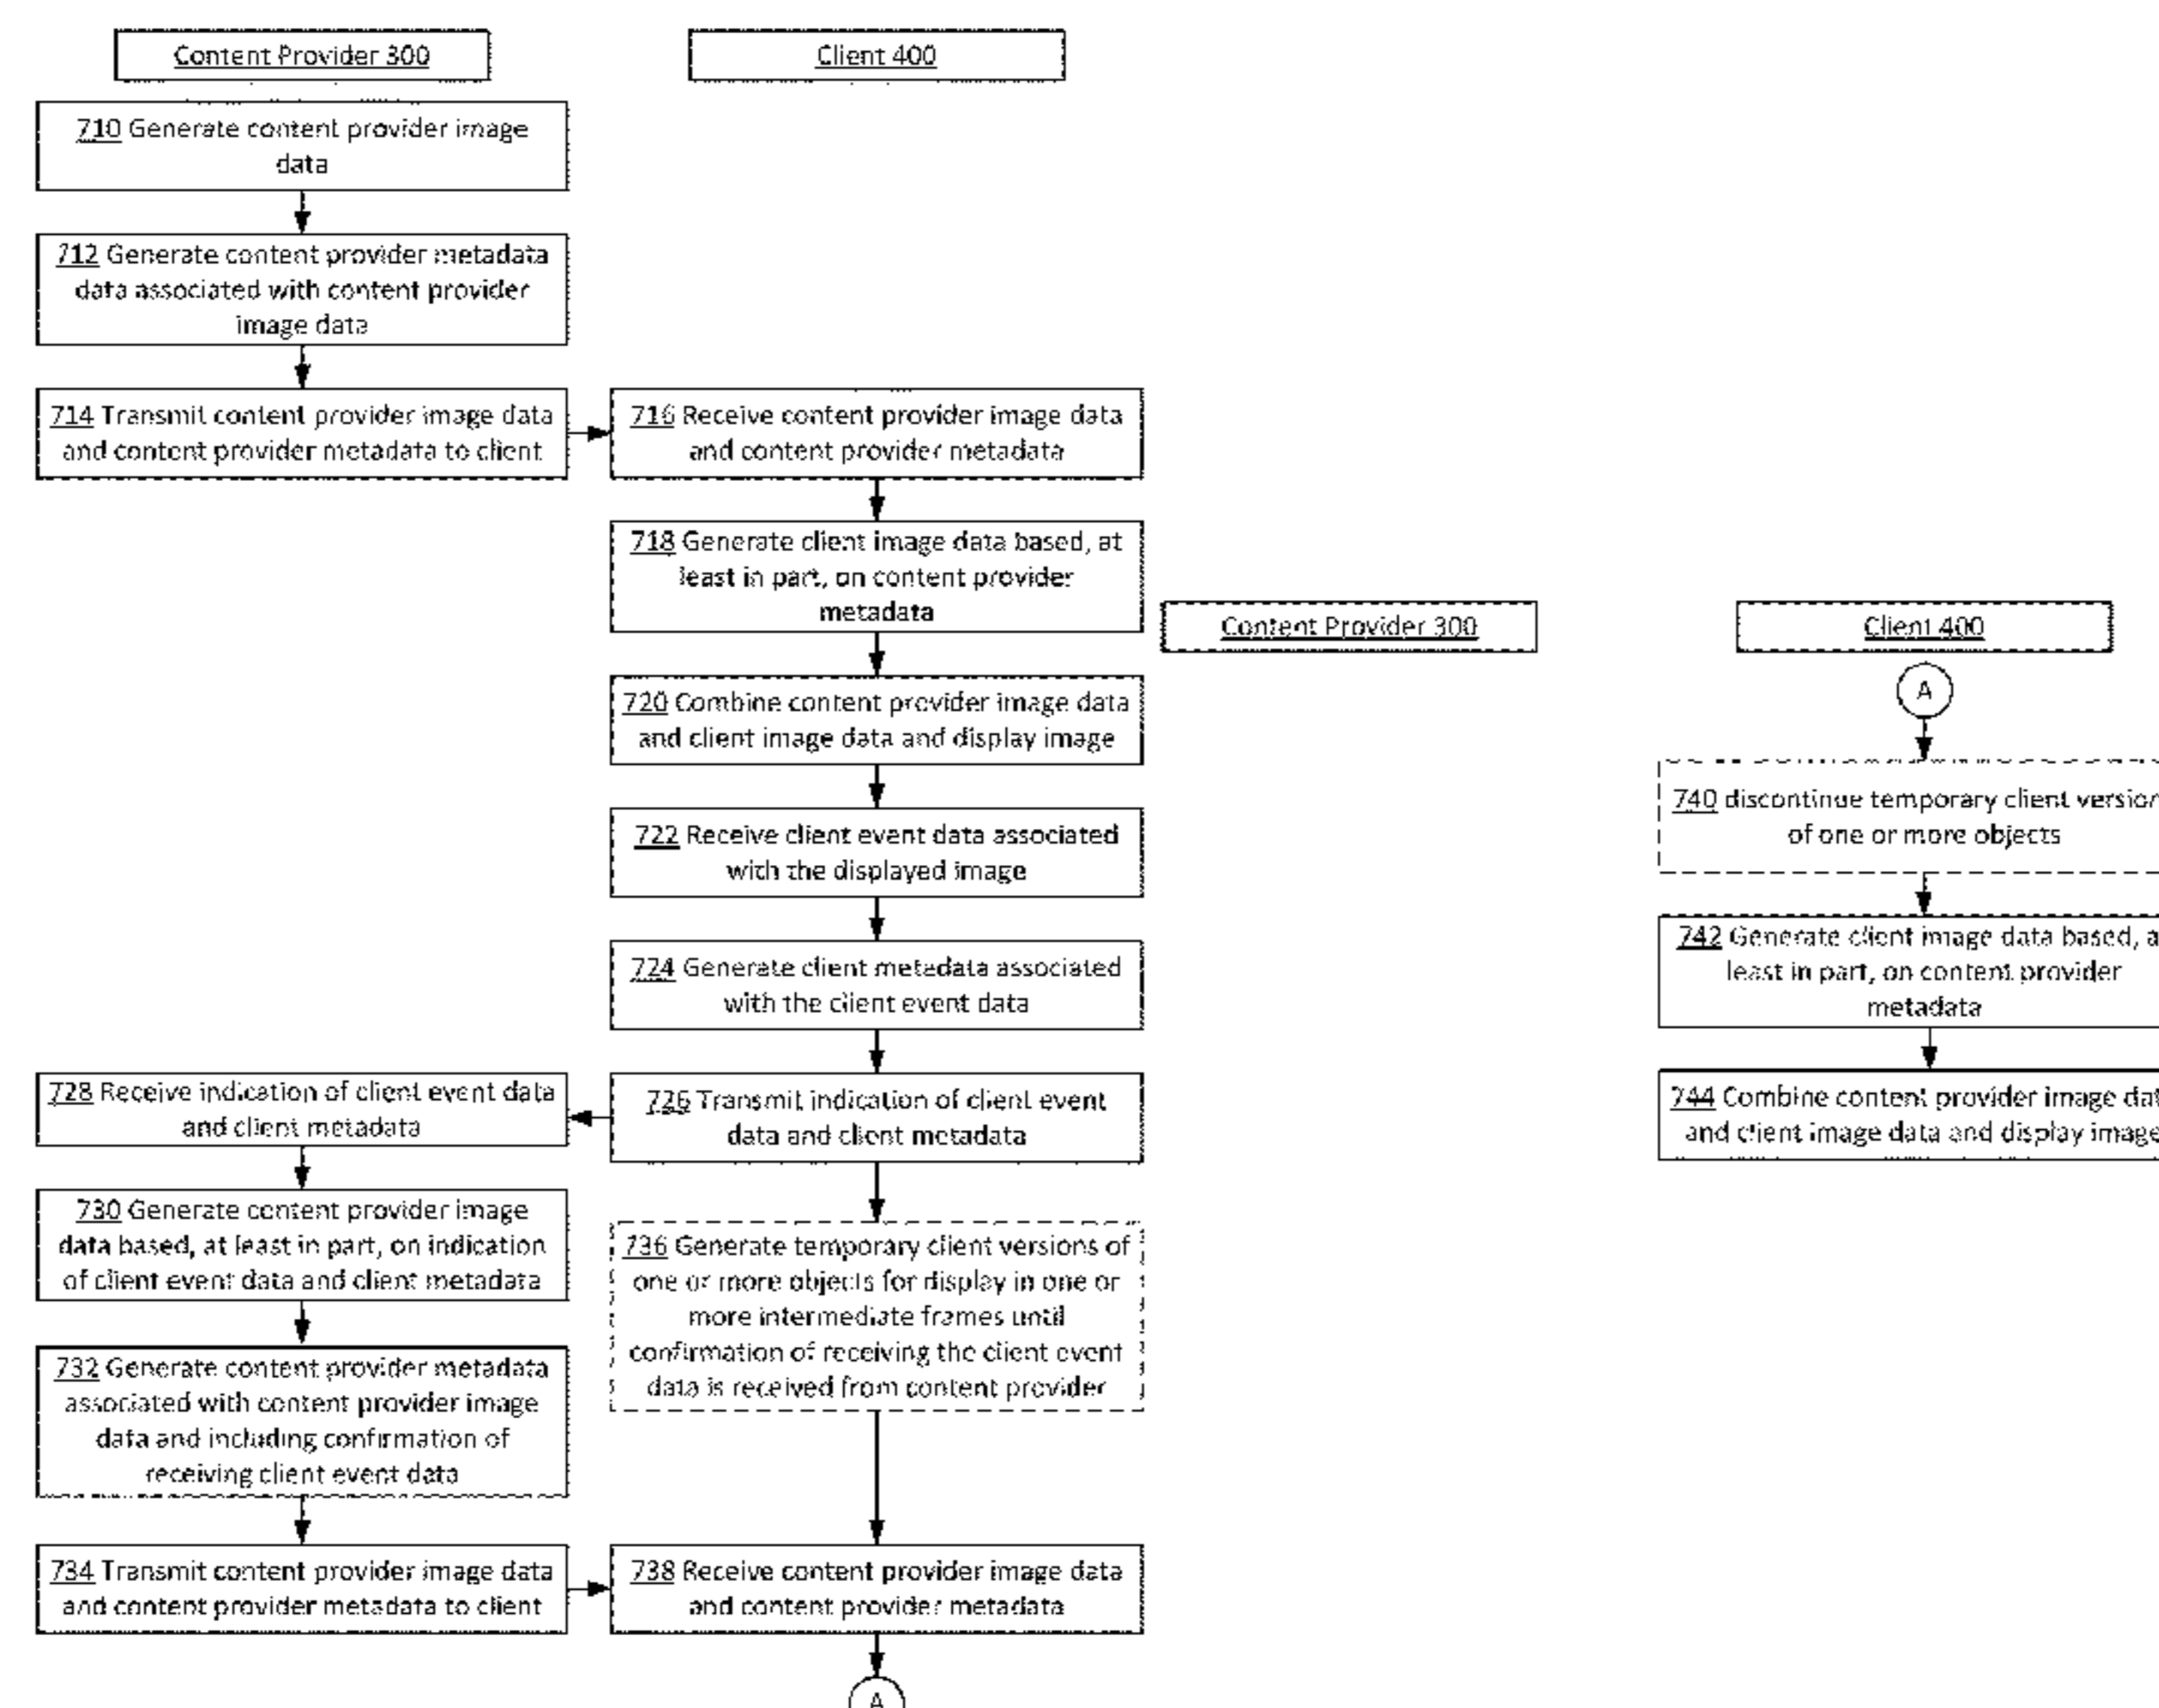 Content Provider 300
Client 400
710 Generate content provider image
data
712 Generate content provider metadata
data associated with content provider
image data
714 Transmit content provider image data
and content provider metadata to client
716 Receive content provider image data
and content provider metadata
718 Generate client image data based, at
least in part, on content provider
metadata
720 Combine content provider image data
and client image data and display image
722 Receive client event data associated
with the displayed image
724 Generate client metadata associated
with the client event data
726 Transmit indication of client event
data and client metadata
728 Receive indication of client event data
and client metadata
730 Generate content provider image
data based, at least in part, on indication
of client event data and client metadata
732 Generate content provider metadata
associated with content provider image
data and including confirmation of
receiving client event data
734 Transmit content provider image data
and content provider metadata to client
736 Generate temporary client versions of
one or more objects for display in one or
more intermediate frames until
confirmation of receiving the client event
data is received from content provider
738 Receive content provider image data
and content provider metadata
A
Content Provider 300
Client 400
A
740 discontinue temporary client version
of one or more objects
742 Generate client image data based, a
least in part, on content provider
metadata
744 Combine content provider image dat
and client image data and display image